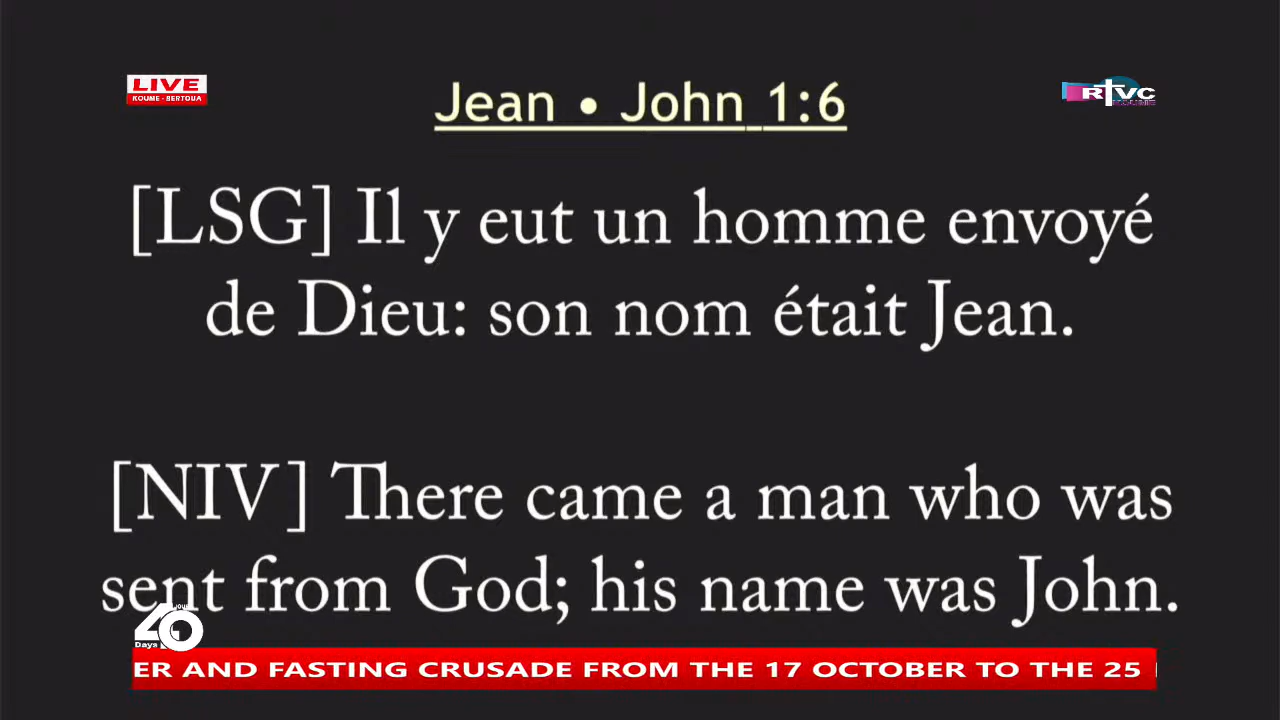 LIVE
KOUME - BERTOUA
RTVC
Jean • John 1:6
[LSG] Il y eut un homme envoyé
de Dieu: son nom était Jean.
[NIV] There came a man who was
sent from God; his name was John.
40
Days
ER AND FASTING CRUSADE FROM THE 17 OCTOBER TO THE 25